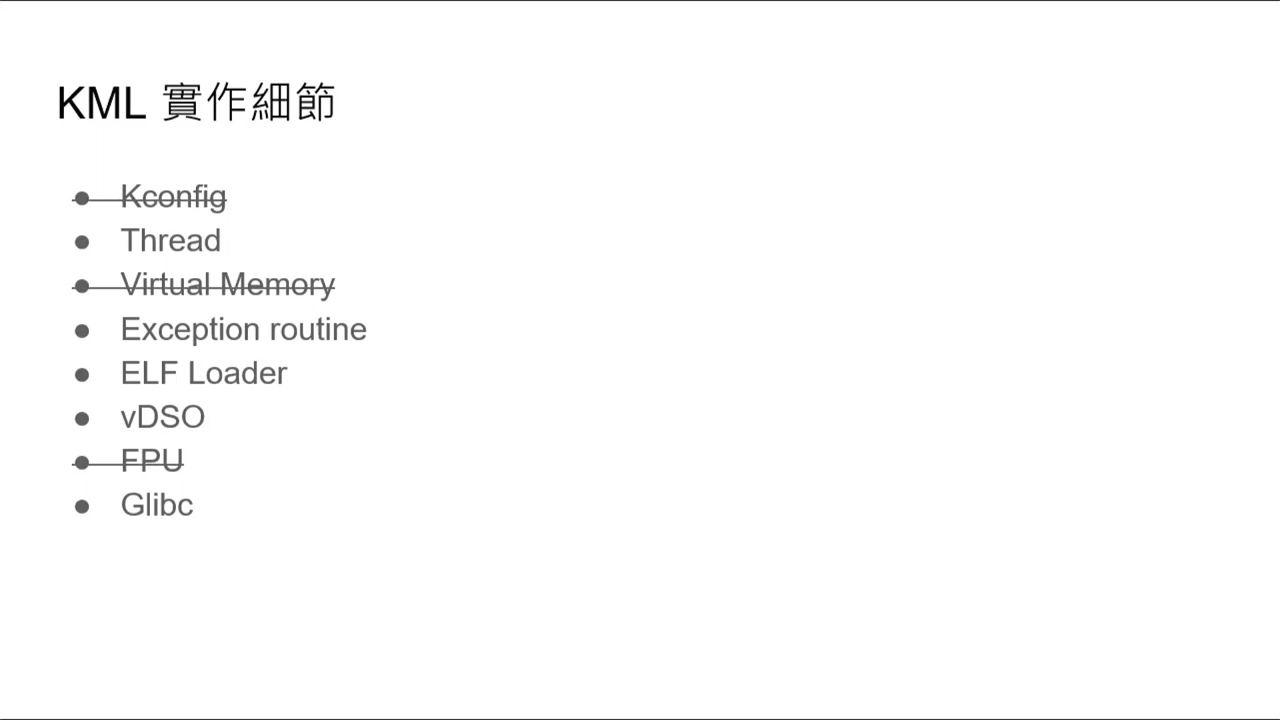 KML 實作細節
● Kconfig
● Thread
● Virtual Memory
● Exception routine
● ELF Loader
● vDSO
● FPU
● Glibc